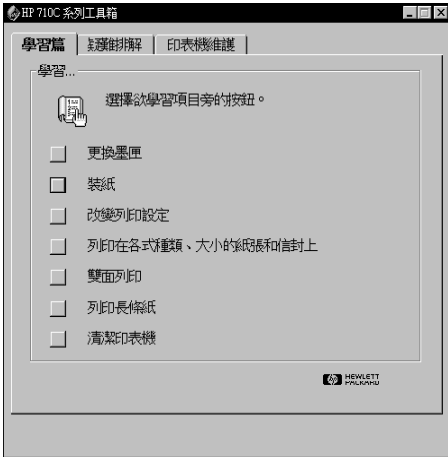 HP 710C 系列工具箱
學習篇
疑難排解
印表機維護
學習...
選擇欲學習項目旁的按鈕。
更換墨匣
裝紙
改變列印設定
列印在各式種類、大小的紙張和信封上
雙面列印
列印長條紙
清潔印表機
hp HEWLETT
PACKARD